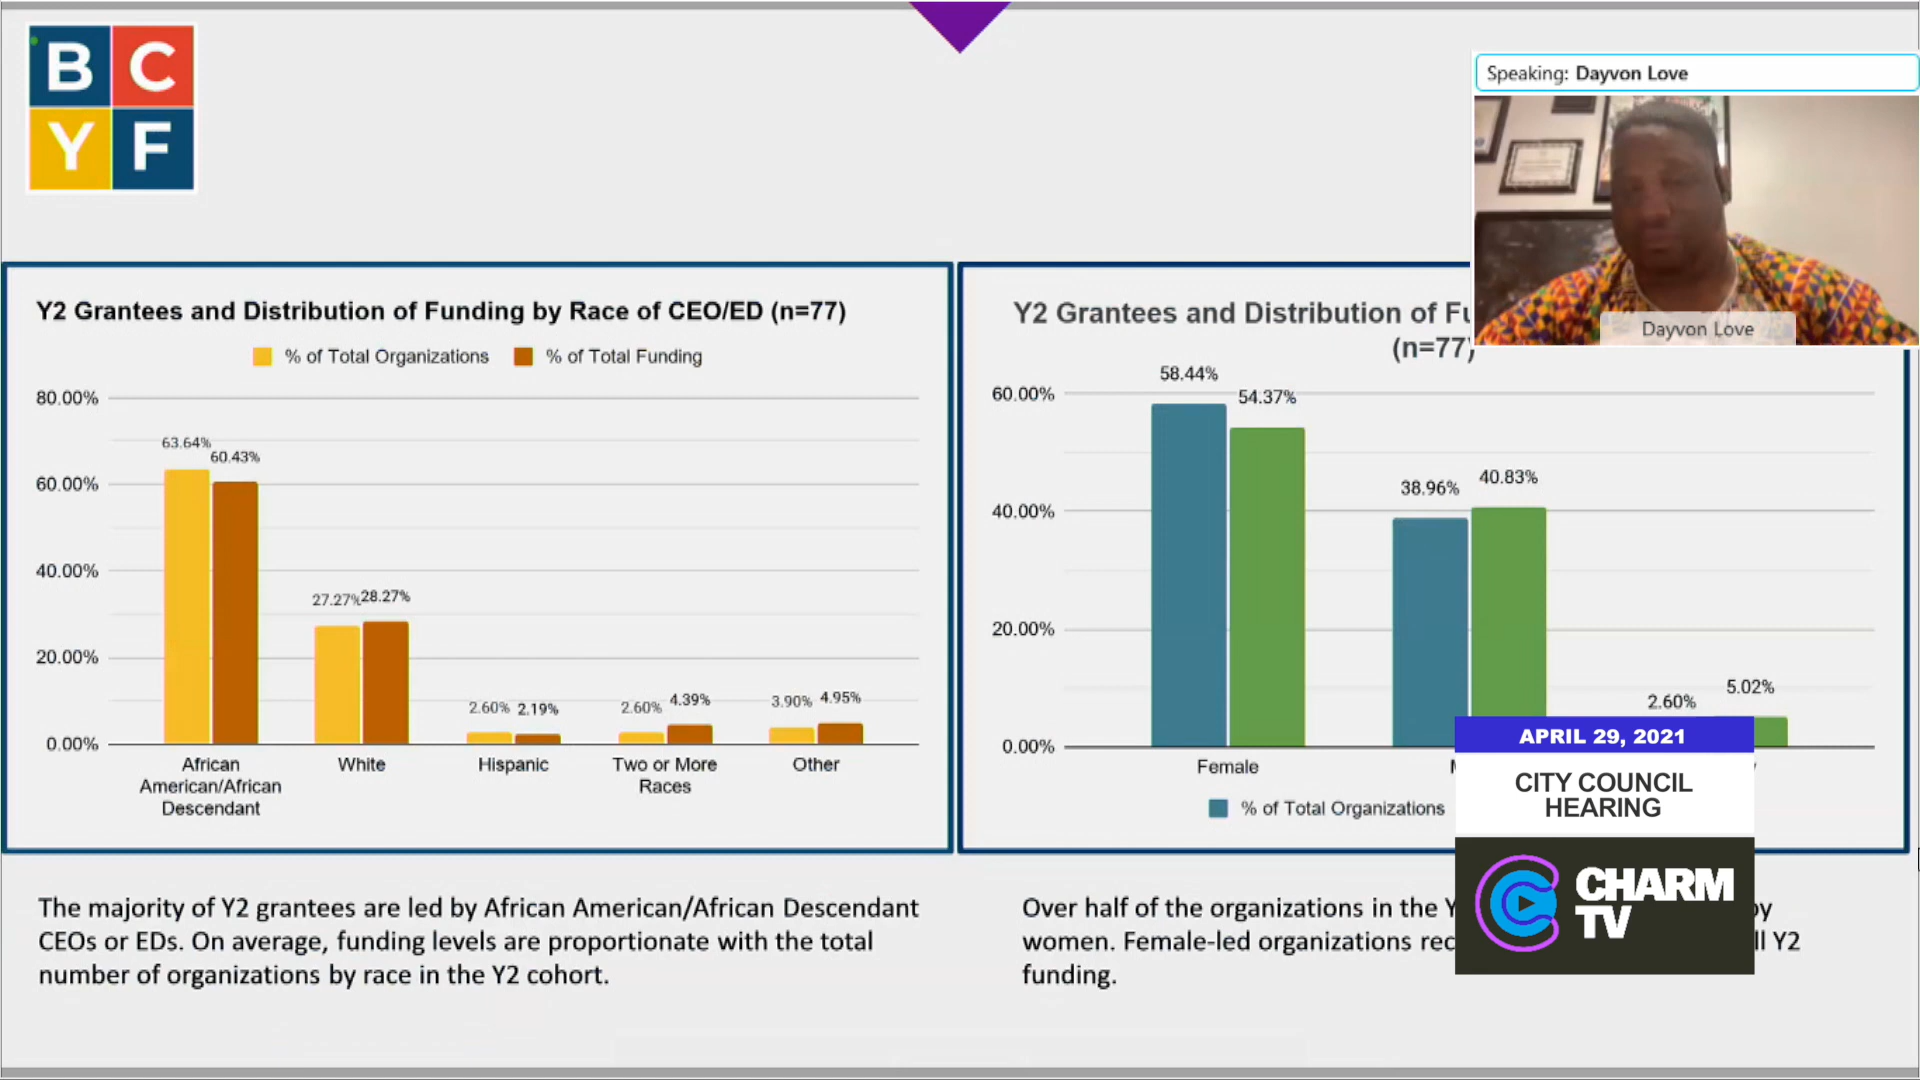 B C
Y F
Speaking: Dayvon Love
Dayvon Love
Y2 Grantees and Distribution of Funding by Race of CEO/ED (n=77)
% of Total Organizations
% of Total Funding
80.00%
60.00%
40.00%
20.00%
0.00%
63.64%
60.43%
27.27%
28.27%
2.60%
2.19%
2.60%
4.39%
3.90%
4.95%
African
American/African
Descendant
White
Hispanic
Two or More
Races
Other
The majority of Y2 grantees are led by African American/African Descendant
CEOs or EDs. On average, funding levels are proportionate with the total
number of organizations by race in the Y2 cohort.
Y2 Grantees and Distribution of
(n=77)
60.00%
40.00%
20.00%
0.00%
58.44%
54.37%
38.96%
40.83%
2.60%
5.02%
Female
% of Total Organizations
Over half of the organizations in the
women. Female-led organizations Y2
funding.
APRIL 29, 2021
CITY COUNCIL
HEARING
CHARM
TV